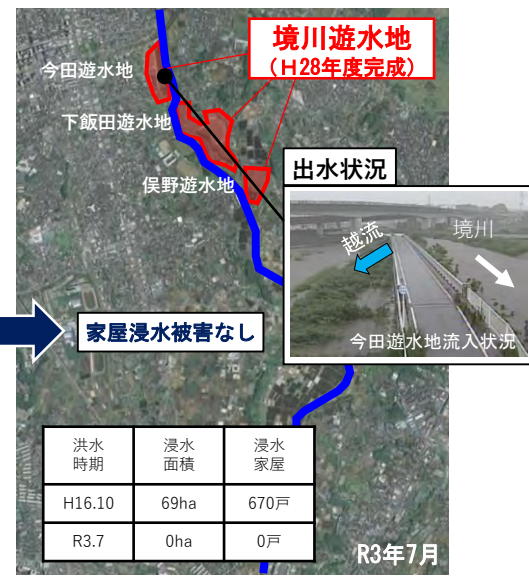 境川遊水地
（H28年度完成）
今田遊水地
下飯田遊水地
俣野遊水地
出水状況
越流
境川
今田遊水地流入状況
家屋浸水被害なし
洪水時期 浸水面積 浸水家屋
H16.10 69ha 670戸
R3.7 0ha 0戸
R3年7月